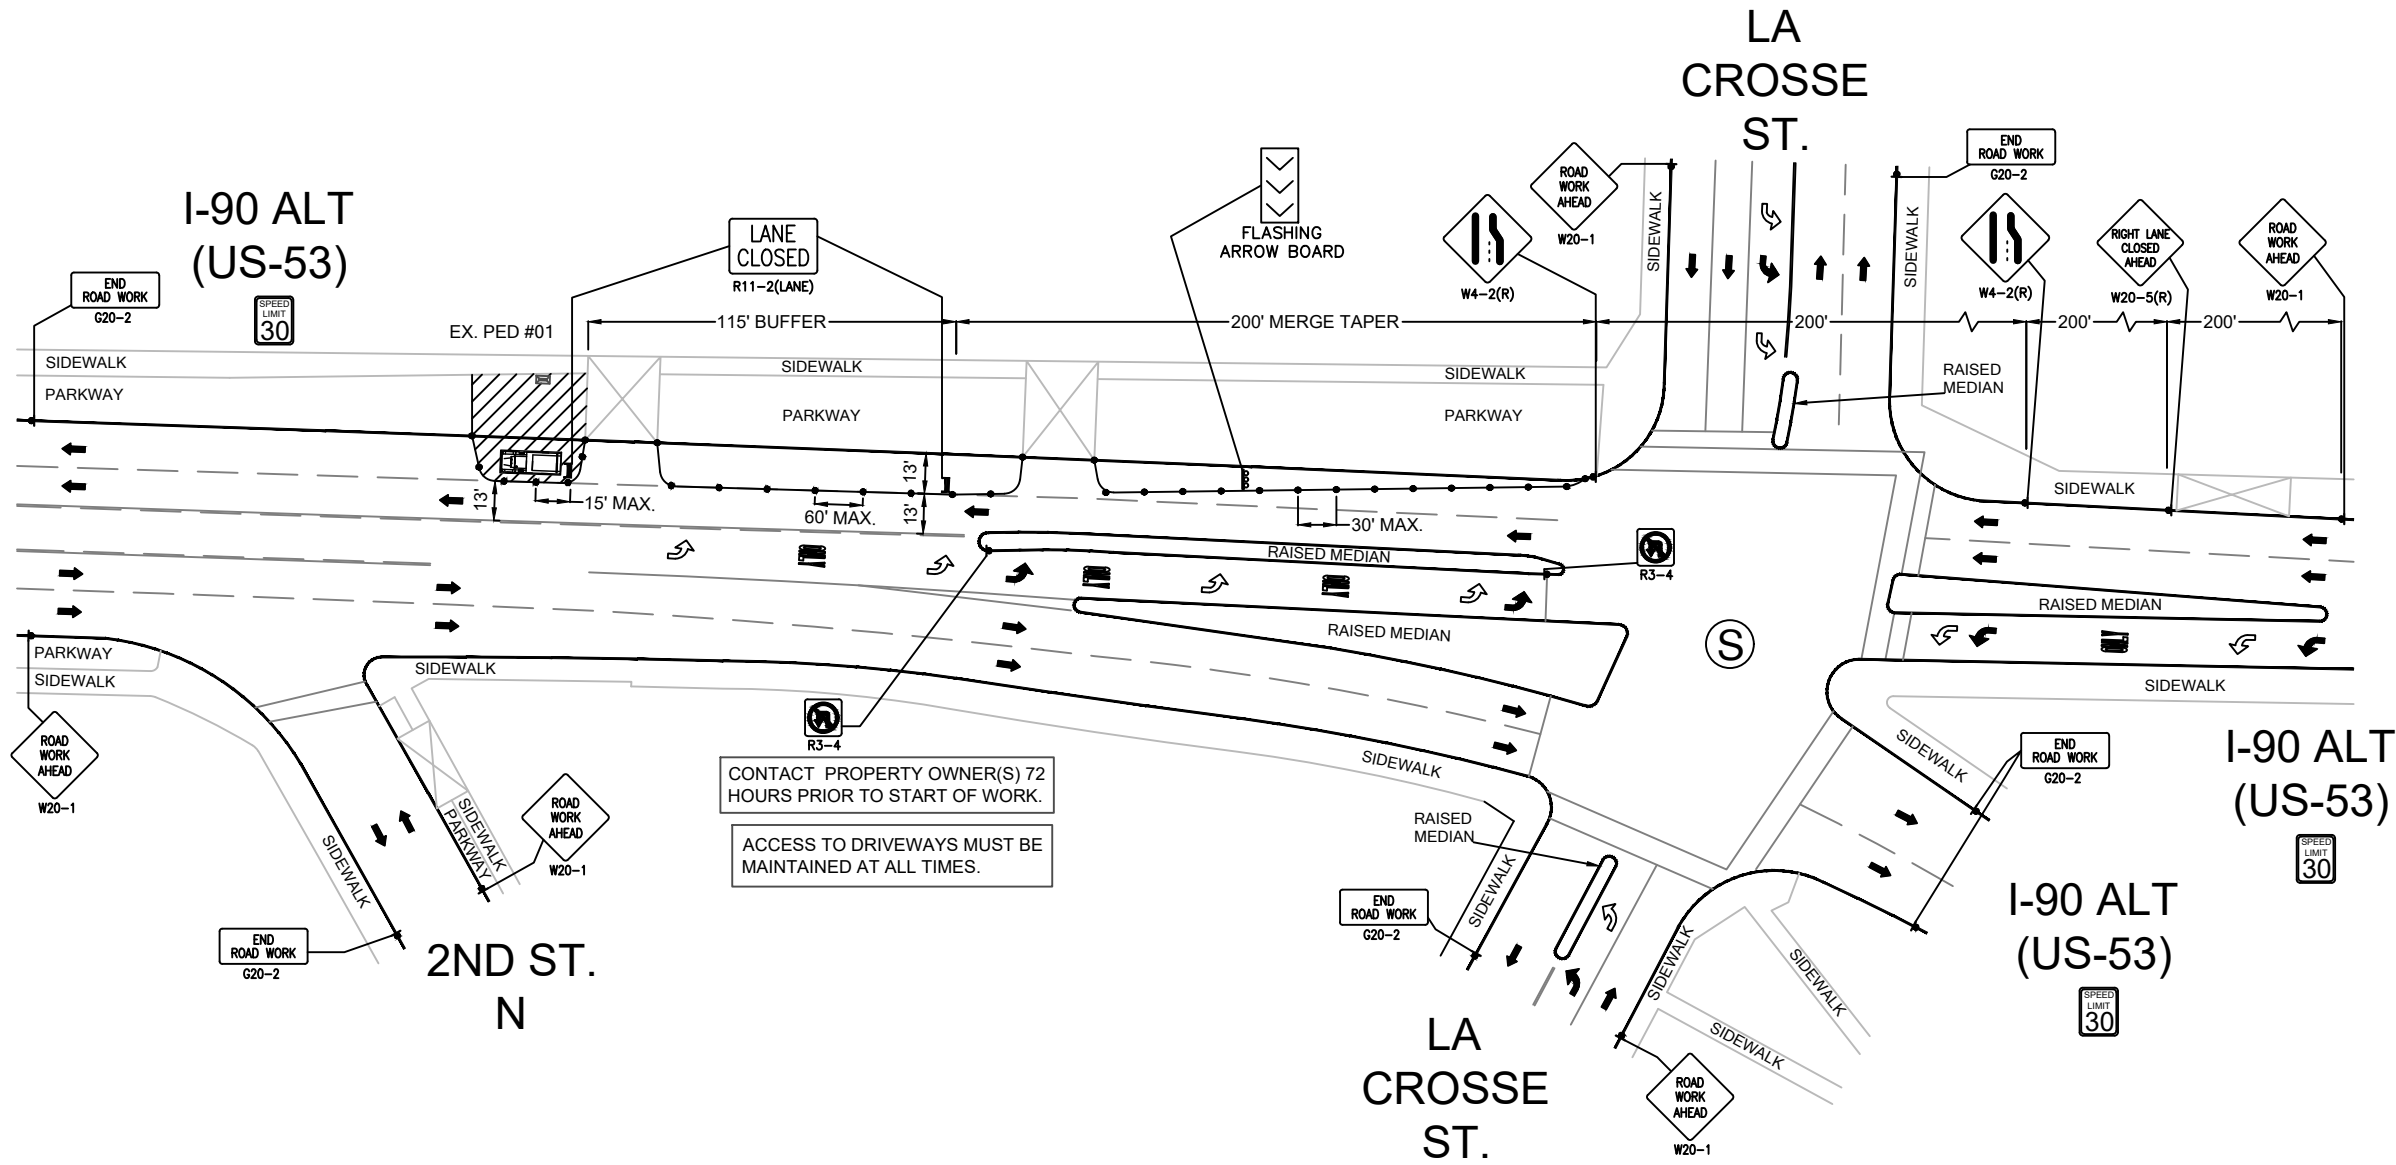 LA
CROSSE
ST.
END
ROAD WORK
G20-2
ROAD
WORK
AHEAD
W20-1
FLASHING
ARROW BOARD
W4-2(R)
W4-2(R)
RIGHT LANE
CLOSED
AHEAD
W20-5(R)
ROAD
WORK
AHEAD
W20-1
I-90 ALT
(US-53)
SPEED
LIMIT
30
END
ROAD WORK
G20-2
LANE
CLOSED
R11-2(LANE)
EX. PED #01
115' BUFFER
200' MERGE TAPER
200'
200'
200'
SIDEWALK
SIDEWALK
SIDEWALK
SIDEWALK
SIDEWALK
SIDEWALK
PARKWAY
PARKWAY
PARKWAY
RAISED
MEDIAN
SIDEWALK
13'
13'
13'
15' MAX.
60' MAX.
30' MAX.
RAISED MEDIAN
R3-4
RAISED MEDIAN
RAISED MEDIAN
S
PARKWAY
SIDEWALK
SIDEWALK
SIDEWALK
ROAD
WORK
AHEAD
W20-1
R3-4
CONTACT PROPERTY OWNER(S) 72
HOURS PRIOR TO START OF WORK.
ACCESS TO DRIVEWAYS MUST BE
MAINTAINED AT ALL TIMES.
SIDEWALK
SIDEWALK
END
ROAD WORK
G20-2
I-90 ALT
(US-53)
SPEED
LIMIT
30
SIDEWALK
SIDEWALK
PARKWAY
ROAD
WORK
AHEAD
W20-1
END
ROAD WORK
G20-2
2ND ST.
N
RAISED
MEDIAN
SIDEWALK
END
ROAD WORK
G20-2
I-90 ALT
(US-53)
SPEED
LIMIT
30
SIDEWALK
SIDEWALK
SIDEWALK
LA
CROSSE
ST.
ROAD
WORK
AHEAD
W20-1